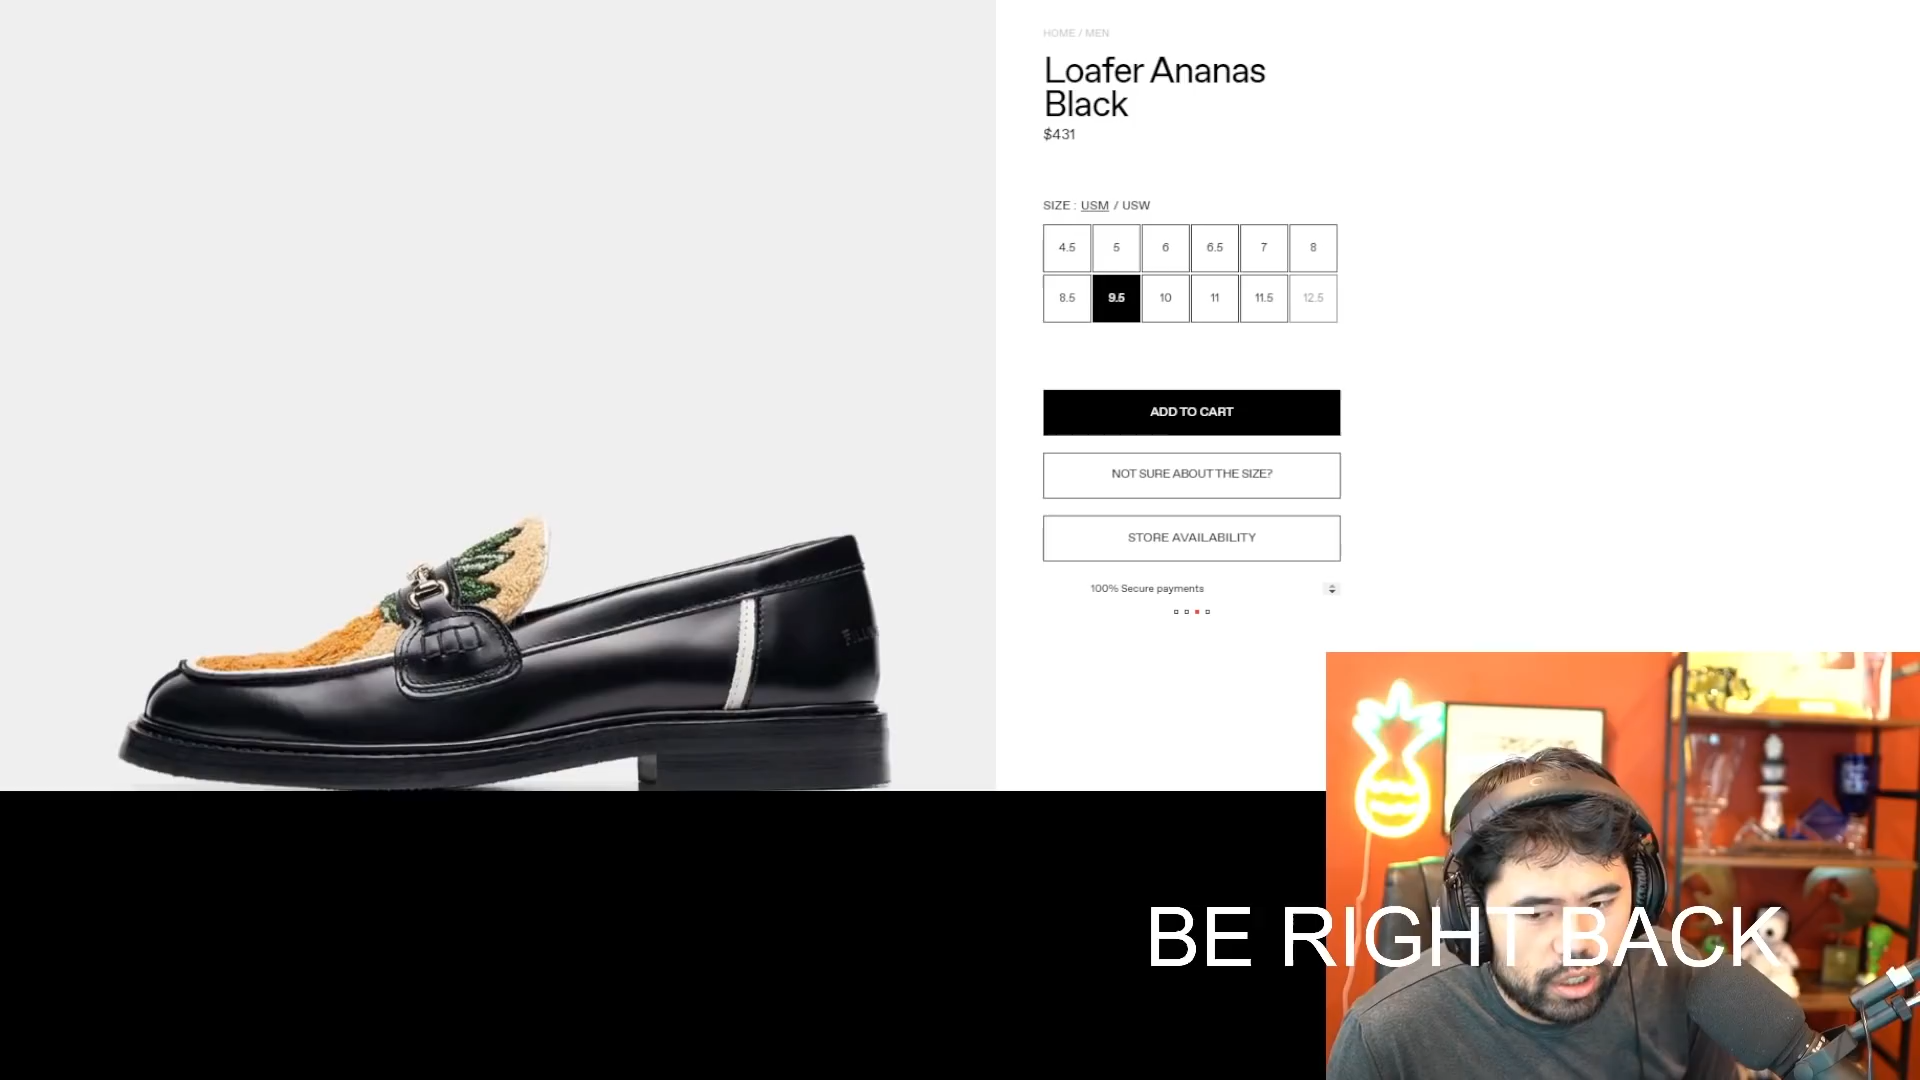 HOME / MEN
Loafer Ananas
Black
$431
SIZE : USM / USW
4.5 5 6 6.5 7 8
8.5 9.5 10 11 11.5 12.5
ADD TO CART
NOT SURE ABOUT THE SIZE?
STORE AVAILABILITY
100% Secure payments
BE RIGHT BACK